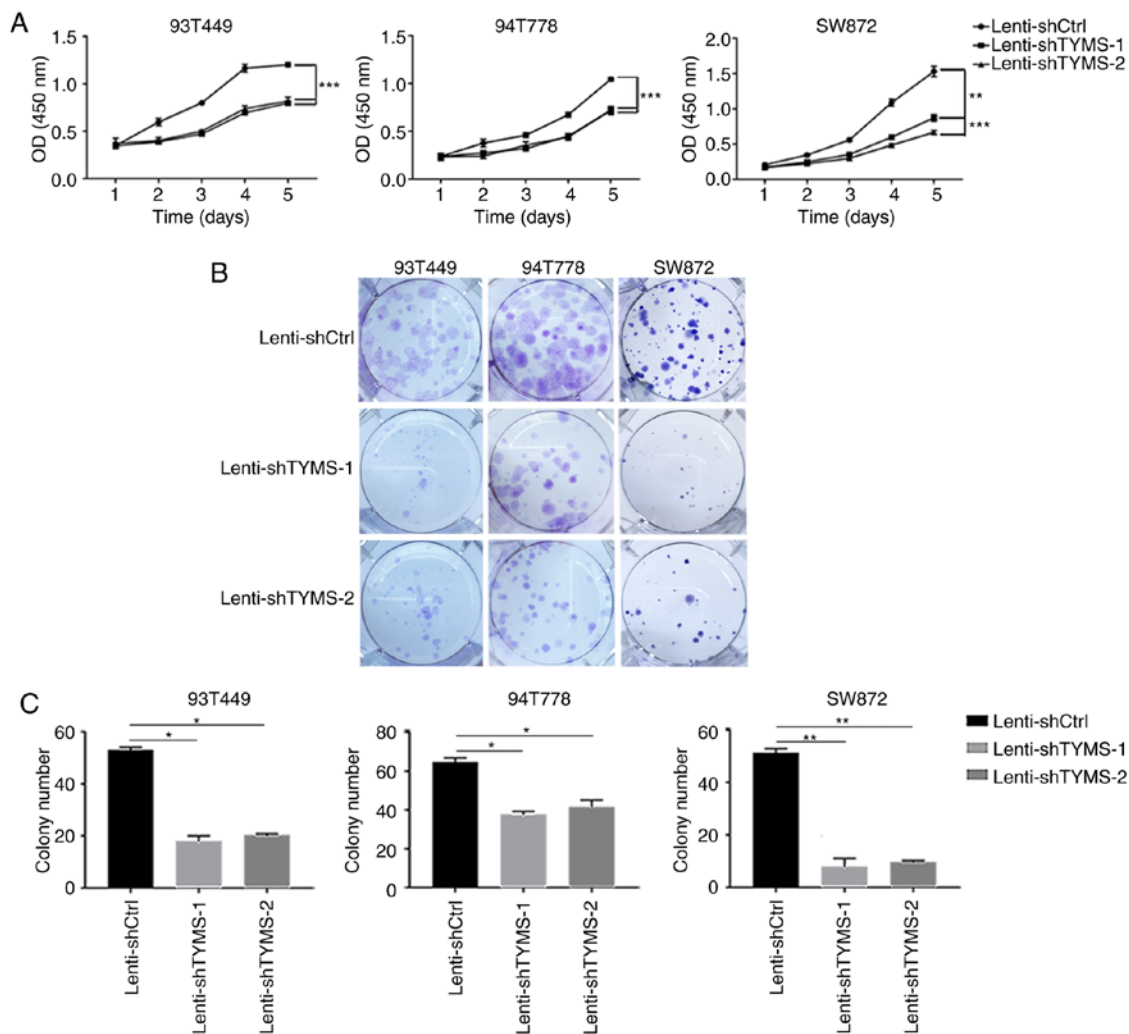 A
93T449
94T778
SW872
Lenti-shCtrl
Lenti-shTYMS-1
Lenti-shTYMS-2
OD (450 nm)
1.5
1.0
0.5
0.0
1 2 3 4 5
Time (days)
***
OD (450 nm)
1.5
1.0
0.5
0.0
1 2 3 4 5
Time (days)
***
OD (450 nm)
2.0
1.5
1.0
0.5
0.0
1 2 3 4 5
Time (days)
**
***
B
93T449 94T778 SW872
Lenti-shCtrl
Lenti-shTYMS-1
Lenti-shTYMS-2
C
93T449
Colony number
60
40
20
0
*
*
Lenti-shCtrl
Lenti-shTYMS-1
Lenti-shTYMS-2
94T778
Colony number
80
60
40
20
0
*
*
Lenti-shCtrl
Lenti-shTYMS-1
Lenti-shTYMS-2
SW872
Colony number
60
40
20
0
**
**
Lenti-shCtrl
Lenti-shTYMS-1
Lenti-shTYMS-2
Lenti-shCtrl
Lenti-shTYMS-1
Lenti-shTYMS-2